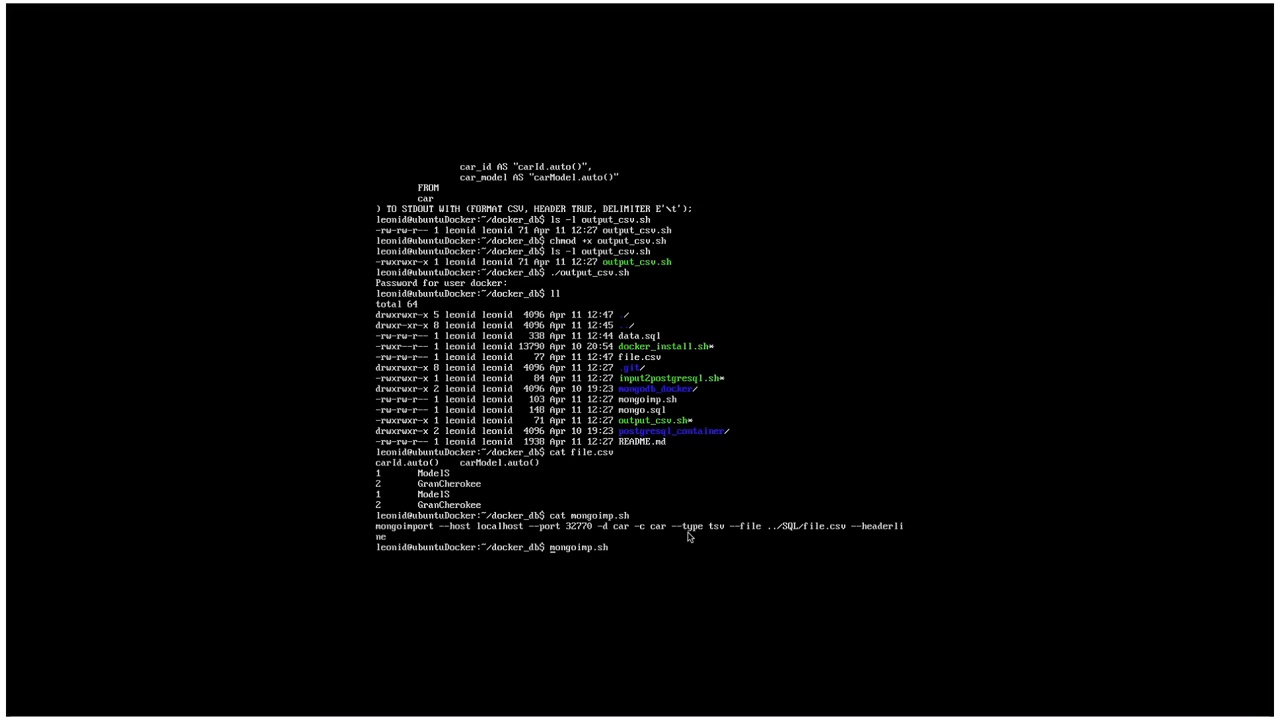 car_id AS "carId.auto()",
car_model AS "carModel.auto()"
FROM
car
) TO STDOUT WITH (FORMAT CSV, HEADER TRUE, DELIMITER E'\t');
leonid@ubuntuDocker:~/docker_db$ ls -l output_csv.sh
-rw-rw-r-- 1 leonid leonid 71 Apr 11 12:27 output_csv.sh
leonid@ubuntuDocker:~/docker_db$ chmod +x output_csv.sh
leonid@ubuntuDocker:~/docker_db$ ls -l output_csv.sh
-rwxrwxr-x 1 leonid leonid 71 Apr 11 12:27 output_csv.sh
leonid@ubuntuDocker:~/docker_db$ ./output_csv.sh
Password for user docker:
leonid@ubuntuDocker:~/docker_db$ ll
total 64
drwxrwxr-x 5 leonid leonid 4096 Apr 11 12:47 ./
drwxr-xr-x 8 leonid leonid 4096 Apr 11 12:45 ../
-rw-rw-r-- 1 leonid leonid 338 Apr 11 12:44 data.sql
-rwxr--r-- 1 leonid leonid 13790 Apr 10 20:54 docker_install.sh*
-rw-rw-r-- 1 leonid leonid 77 Apr 11 12:47 file.csv
drwxrwxr-x 8 leonid leonid 4096 Apr 11 12:27 .git/
-rwxrwxr-x 1 leonid leonid 84 Apr 11 12:27 input2postgresql.sh*
drwxrwxr-x 2 leonid leonid 4096 Apr 10 19:23 mongodb_docker/
-rw-rw-r-- 1 leonid leonid 103 Apr 11 12:27 mongoimp.sh
-rw-rw-r-- 1 leonid leonid 148 Apr 11 12:27 mongo.sql
-rwxrwxr-x 1 leonid leonid 71 Apr 11 12:27 output_csv.sh*
drwxrwxr-x 2 leonid leonid 4096 Apr 10 19:23 postgresql_container/
-rw-rw-r-- 1 leonid leonid 1938 Apr 11 12:27 README.md
leonid@ubuntuDocker:~/docker_db$ cat file.csv
carId.auto() carModel.auto()
1 ModelS
2 GranCherokee
1 ModelS
2 GranCherokee
leonid@ubuntuDocker:~/docker_db$ cat mongoimp.sh
mongoimport --host localhost --port 32770 -d car -c car --type tsv --file ../SQL/file.csv --headerli
ne
leonid@ubuntuDocker:~/docker_db$ mongoimp.sh